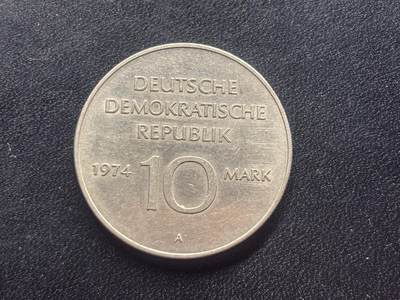 DEUTSCHE
DEMOKRATISCHE
REPUBLIK
1974 10 MARK
A